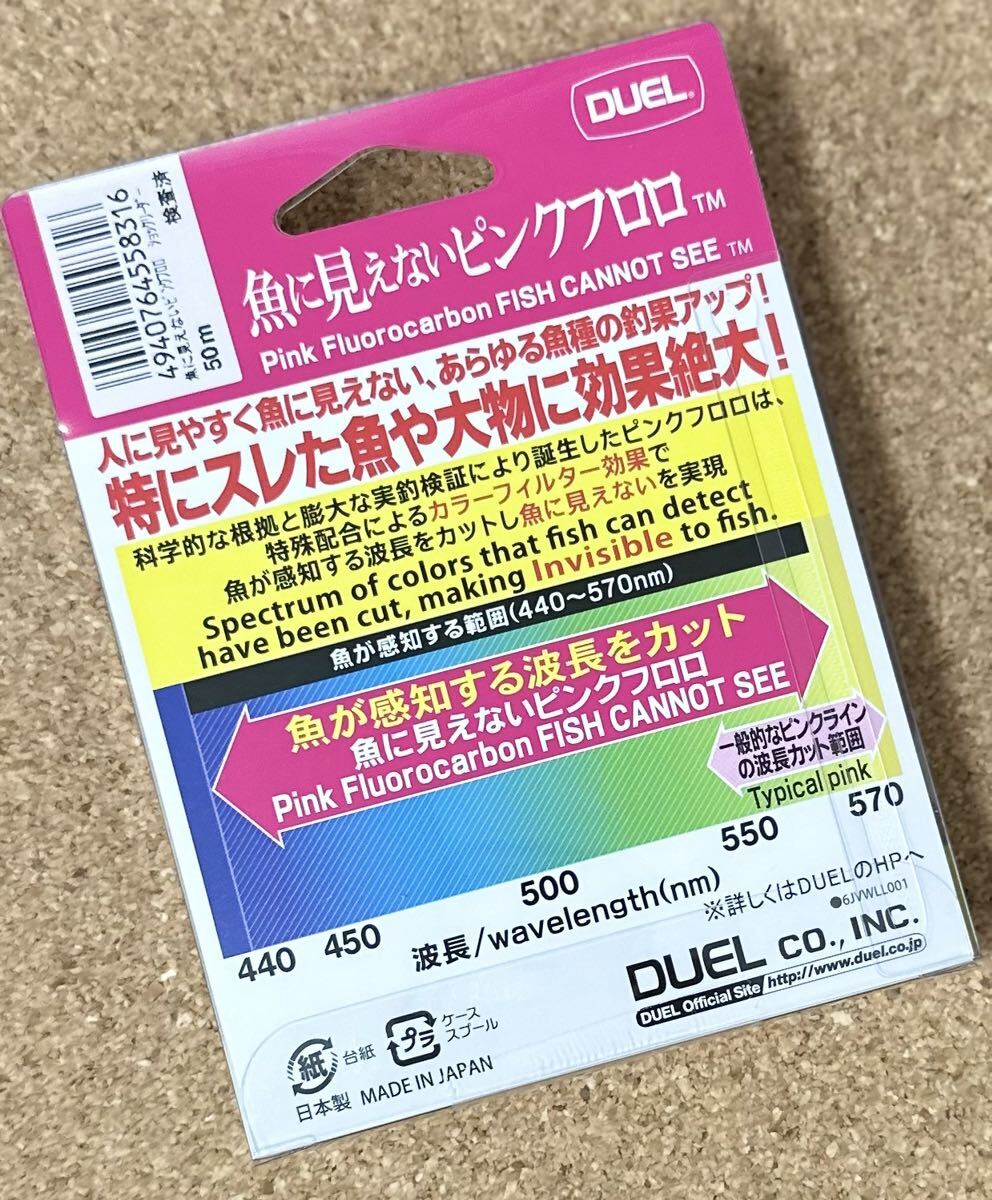 DUEL®
4940764558316
魚に見えないピンクフロロ ショックリーダー
50m
検査済
魚に見えないピンクフロロ™
Pink Fluorocarbon FISH CANNOT SEE™
人に見やすく魚に見えない、あらゆる魚種の釣果アップ!
特にスレた魚や大物に効果絶大!
科学的な根拠と膨大な実釣検証により誕生したピンクフロロは、
特殊配合によるカラーフィルター効果で
魚が感知する波長をカットし魚に見えないを実現
Spectrum of colors that fish can detect
have been cut, making Invisible to fish.
魚が感知する範囲(440〜570nm)
魚が感知する波長をカット
魚に見えないピンクフロロ
Pink Fluorocarbon FISH CANNOT SEE
一般的なピンクライン
の波長カット範囲
Typical pink
440 450 500 550 570
波長/wavelength(nm)
※詳しくはDUELのHPへ
●6JVWLL001
DUEL CO., INC.
DUEL Official Site/http://www.duel.co.jp
紙 台紙
プラ ケース
スプール
日本製 MADE IN JAPAN